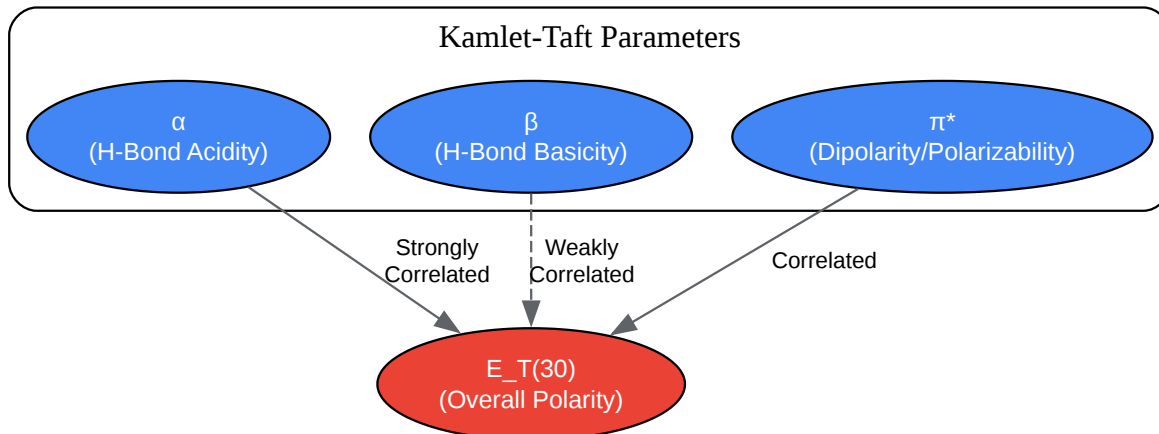 Kamlet-Taft Parameters
α
(H-Bond Acidity)
β
(H-Bond Basicity)
π*
(Dipolarity/Polarizability)
Strongly
Correlated
Weakly
Correlated
Correlated
E_T(30)
(Overall Polarity)